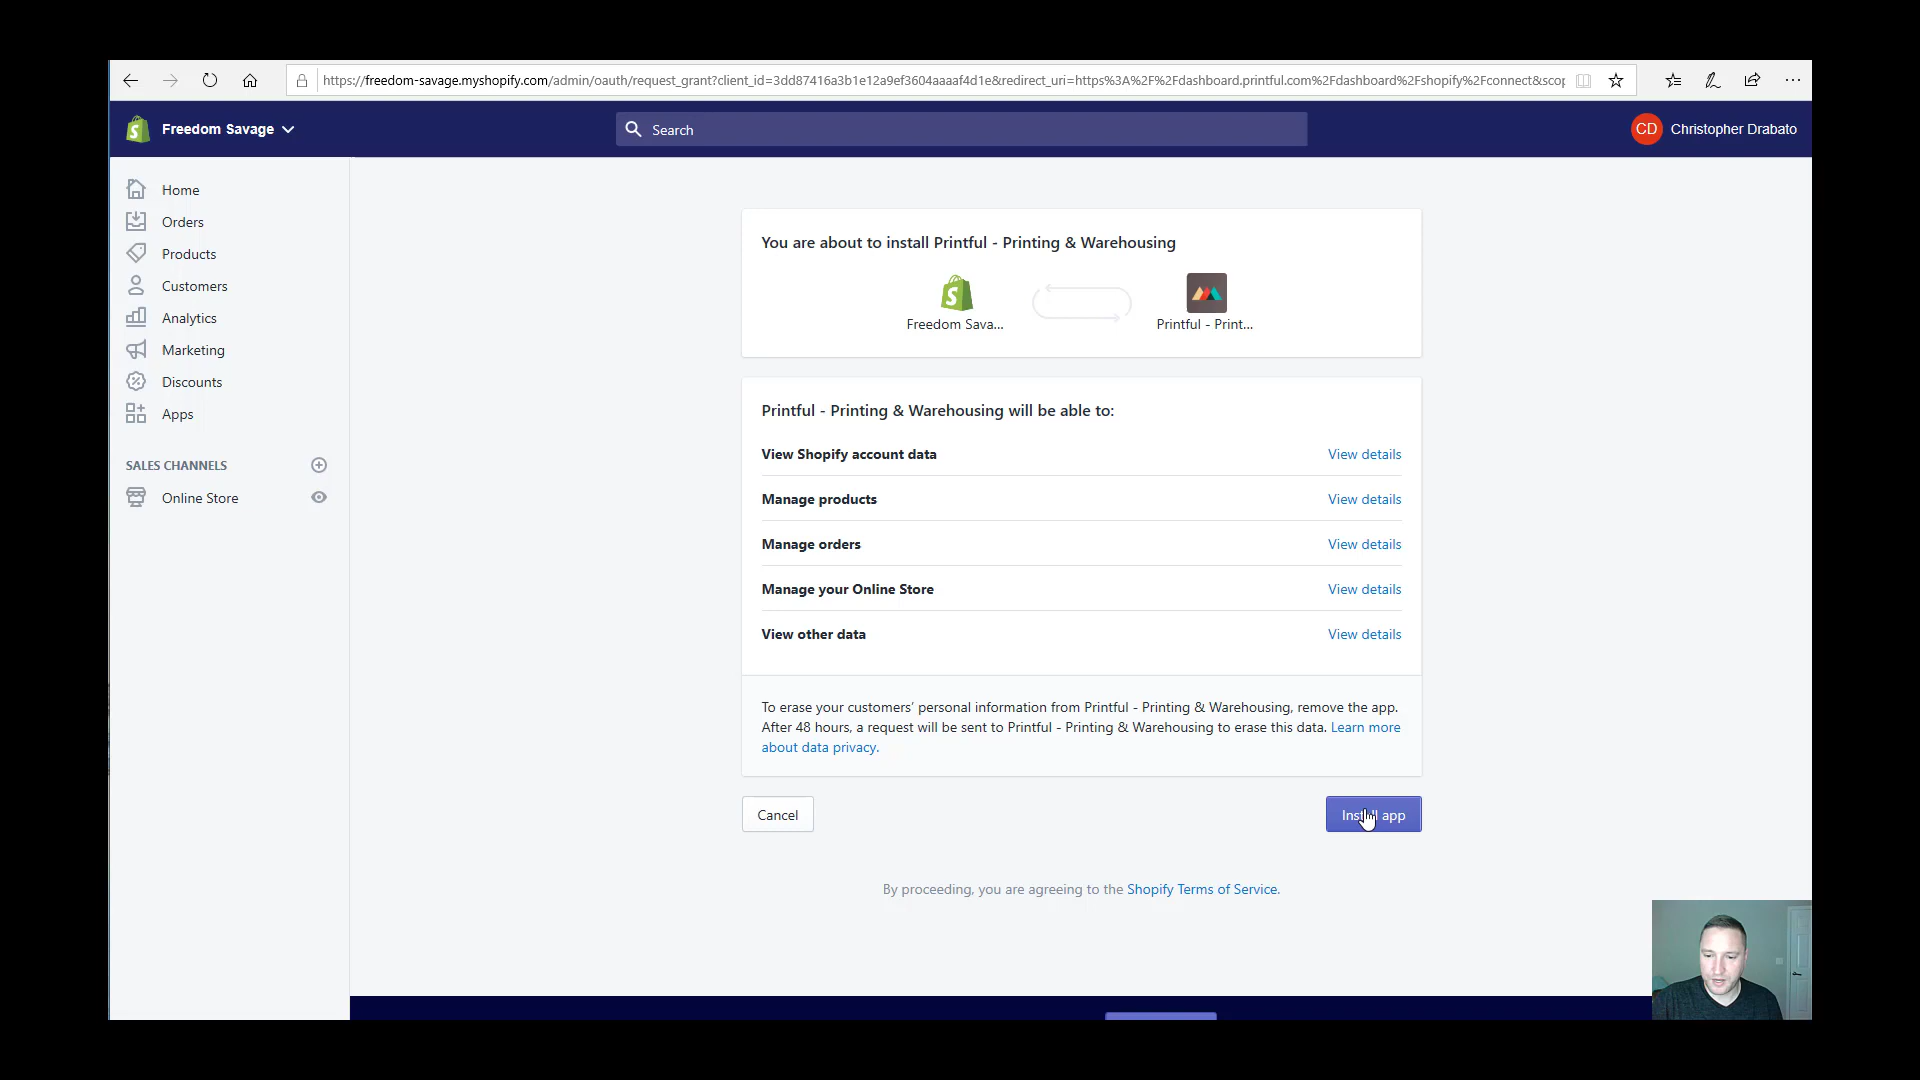 https://freedom-savage.myshopify.com/admin/oauth/request_grant?client_id=3dd87416a3b1e12a9ef3604aaaaf4d1e&redirect_uri=https%3A%2F%2Fdashboard.printful.com%2Fdashboard%2Fshopify%2Fconnect&scop
Freedom Savage
Search
CD Christopher Drabato
Home
Orders
Products
Customers
Analytics
Marketing
Discounts
Apps
SALES CHANNELS
Online Store
You are about to install Printful - Printing & Warehousing
Freedom Sava...
Printful - Print...
Printful - Printing & Warehousing will be able to:
View Shopify account data View details
Manage products View details
Manage orders View details
Manage your Online Store View details
View other data View details
To erase your customers' personal information from Printful - Printing & Warehousing, remove the app.
After 48 hours, a request will be sent to Printful - Printing & Warehousing to erase this data. Learn more
about data privacy.
Cancel
Install app
By proceeding, you are agreeing to the Shopify Terms of Service.